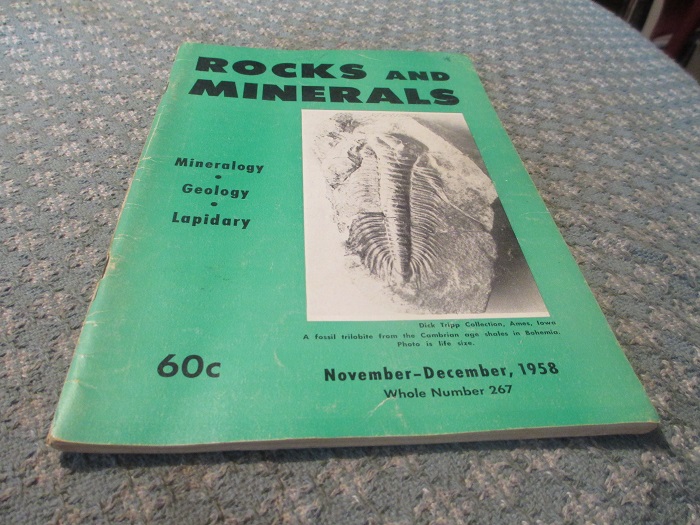 ROCKS AND
MINERALS
Mineralogy
•
Geology
•
Lapidary
Dick Tripp Collection, Ames, Iowa
A fossil trilobite from the Cambrian age shales in Bohemia.
Photo is life size.
60c
November-December, 1958
Whole Number 267